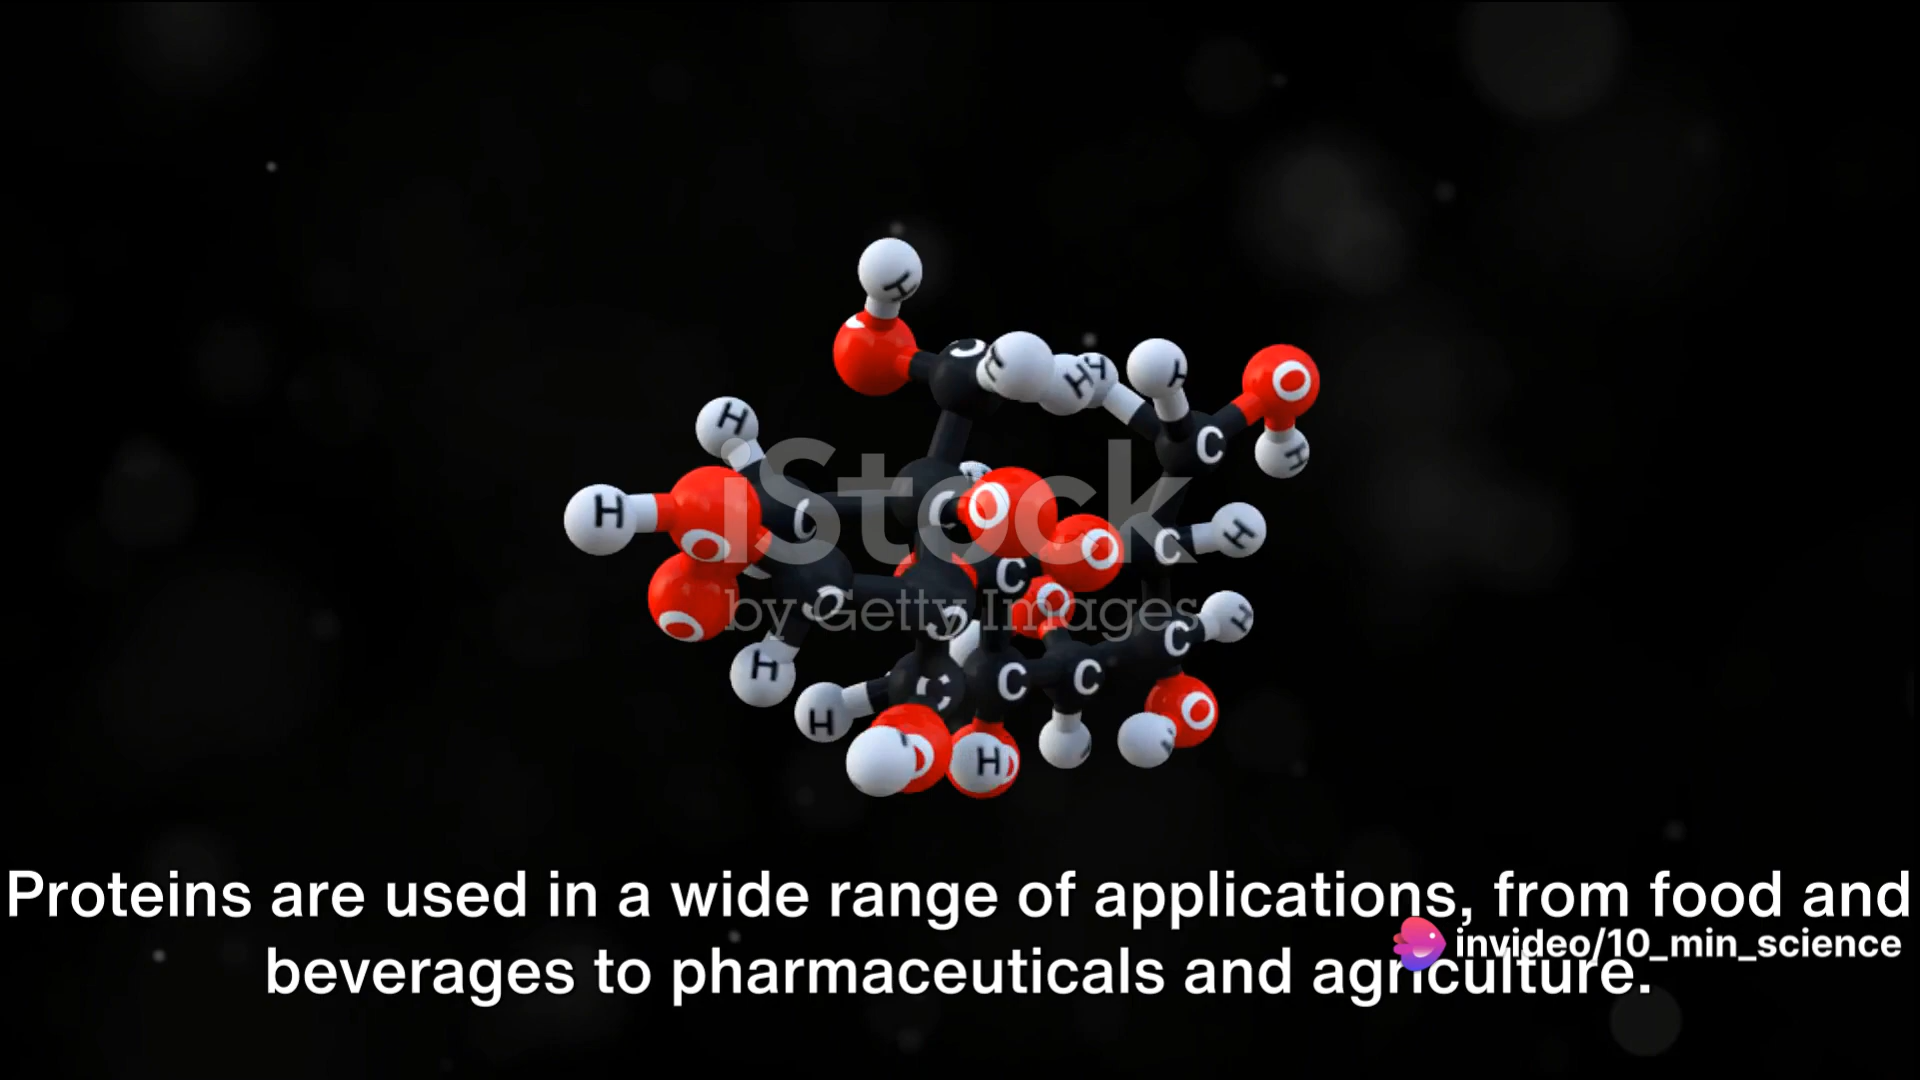 H
H
H
H
H
C
O
H
H
C
O
C
O
H
O
O
C
H
O
C
O
C
O
C
H
H
C
C
C
H
O
H
O
H
iStock
by Getty Images
Proteins are used in a wide range of applications, from food and
invideo/10_min_science
beverages to pharmaceuticals and agriculture.